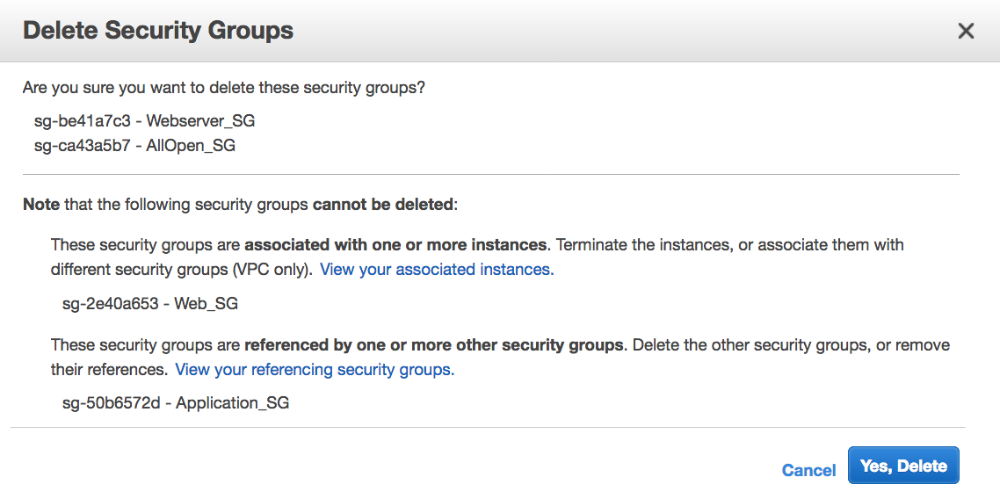 Delete Security Groups
Are you sure you want to delete these security groups?
sg-be41a7c3 - Webserver_SG
sg-ca43a5b7 - AllOpen_SG
Note that the following security groups cannot be deleted:
These security groups are associated with one or more instances. Terminate the instances, or associate them with
different security groups (VPC only). View your associated instances.
sg-2e40a653 - Web_SG
These security groups are referenced by one or more other security groups. Delete the other security groups, or remove
their references. View your referencing security groups.
sg-50b6572d - Application_SG
Cancel Yes, Delete